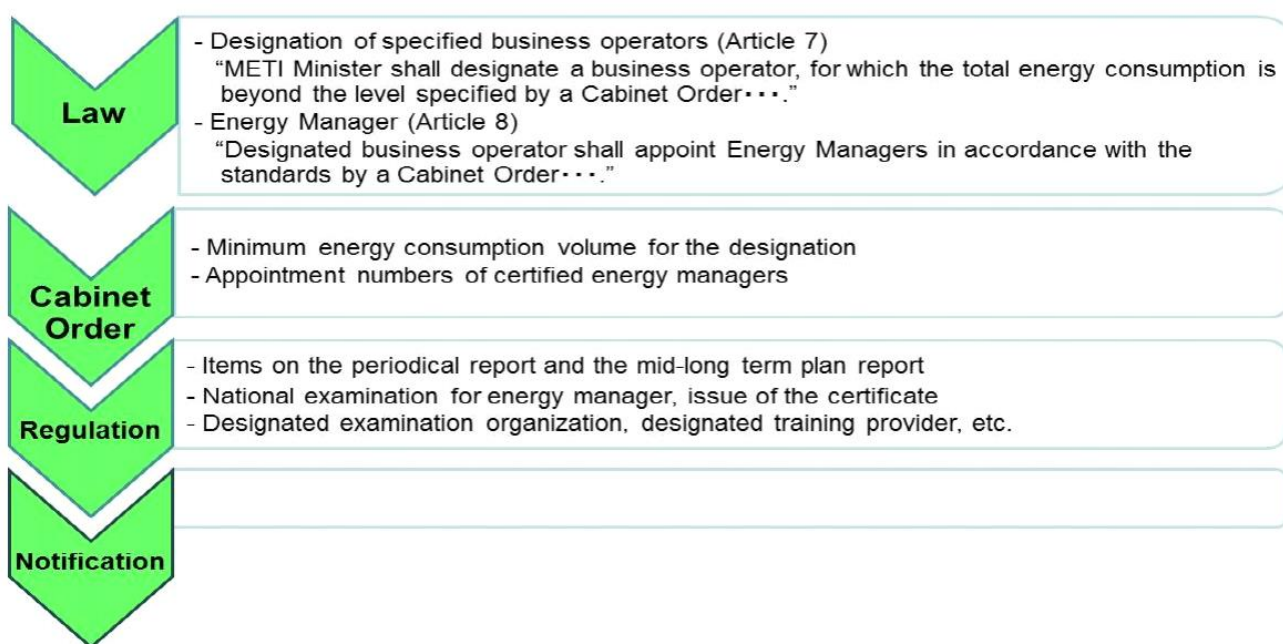 Law
- Designation of specified business operators (Article 7)
“METI Minister shall designate a business operator, for which the total energy consumption is
beyond the level specified by a Cabinet Order・・・.”
- Energy Manager (Article 8)
“Designated business operator shall appoint Energy Managers in accordance with the
standards by a Cabinet Order・・・.”
Cabinet
Order
- Minimum energy consumption volume for the designation
- Appointment numbers of certified energy managers
Regulation
- Items on the periodical report and the mid-long term plan report
- National examination for energy manager, issue of the certificate
- Designated examination organization, designated training provider, etc.
Notification